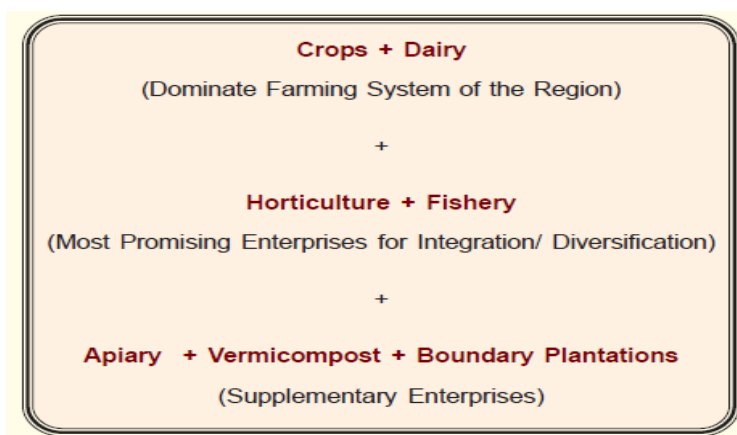 Crops + Dairy
(Dominate Farming System of the Region)
+
Horticulture + Fishery
(Most Promising Enterprises for Integration/ Diversification)
+
Apiary + Vermicompost + Boundary Plantations
(Supplementary Enterprises)